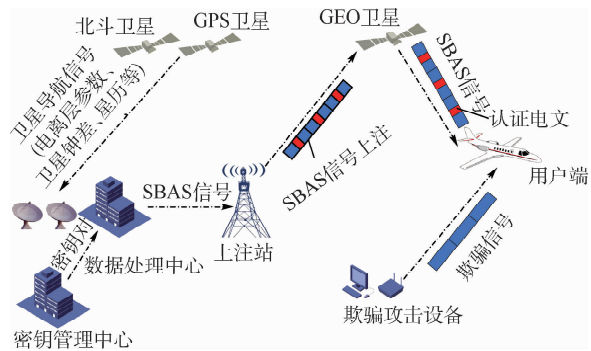 北斗卫星
GPS卫星
GEO卫星
卫星导航信号
(电离层参数、
卫星钟差、星历等)
SBAS信号
认证电文
SBAS信号上注
用户端
SBAS信号
上注站
密钥对
数据处理中心
密钥管理中心
欺骗信号
欺骗攻击设备